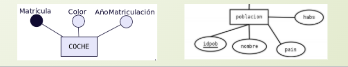 Matrícula
Color
AñoMatriculación
COCHE
poblacion
habs
idpob
nombre
pais